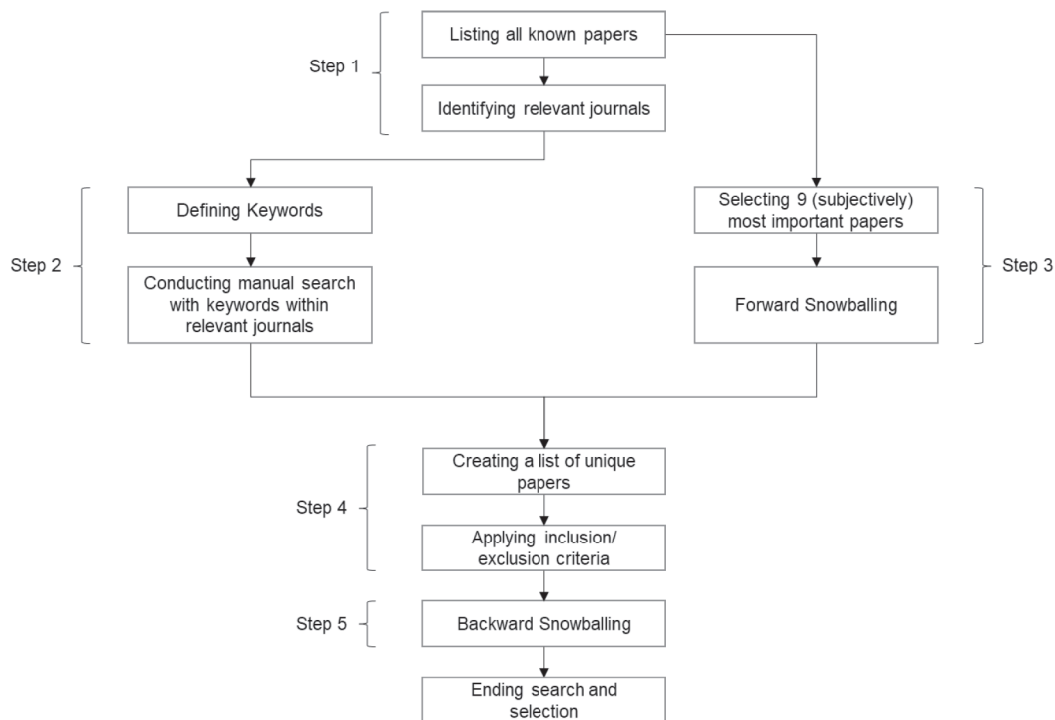 Listing all known papers
Step 1
Identifying relevant journals
Defining Keywords
Step 2
Conducting manual search
with keywords within
relevant journals
Selecting 9 (subjectively)
most important papers
Step 3
Forward Snowballing
Creating a list of unique
papers
Step 4
Applying inclusion/
exclusion criteria
Step 5
Backward Snowballing
Ending search and
selection